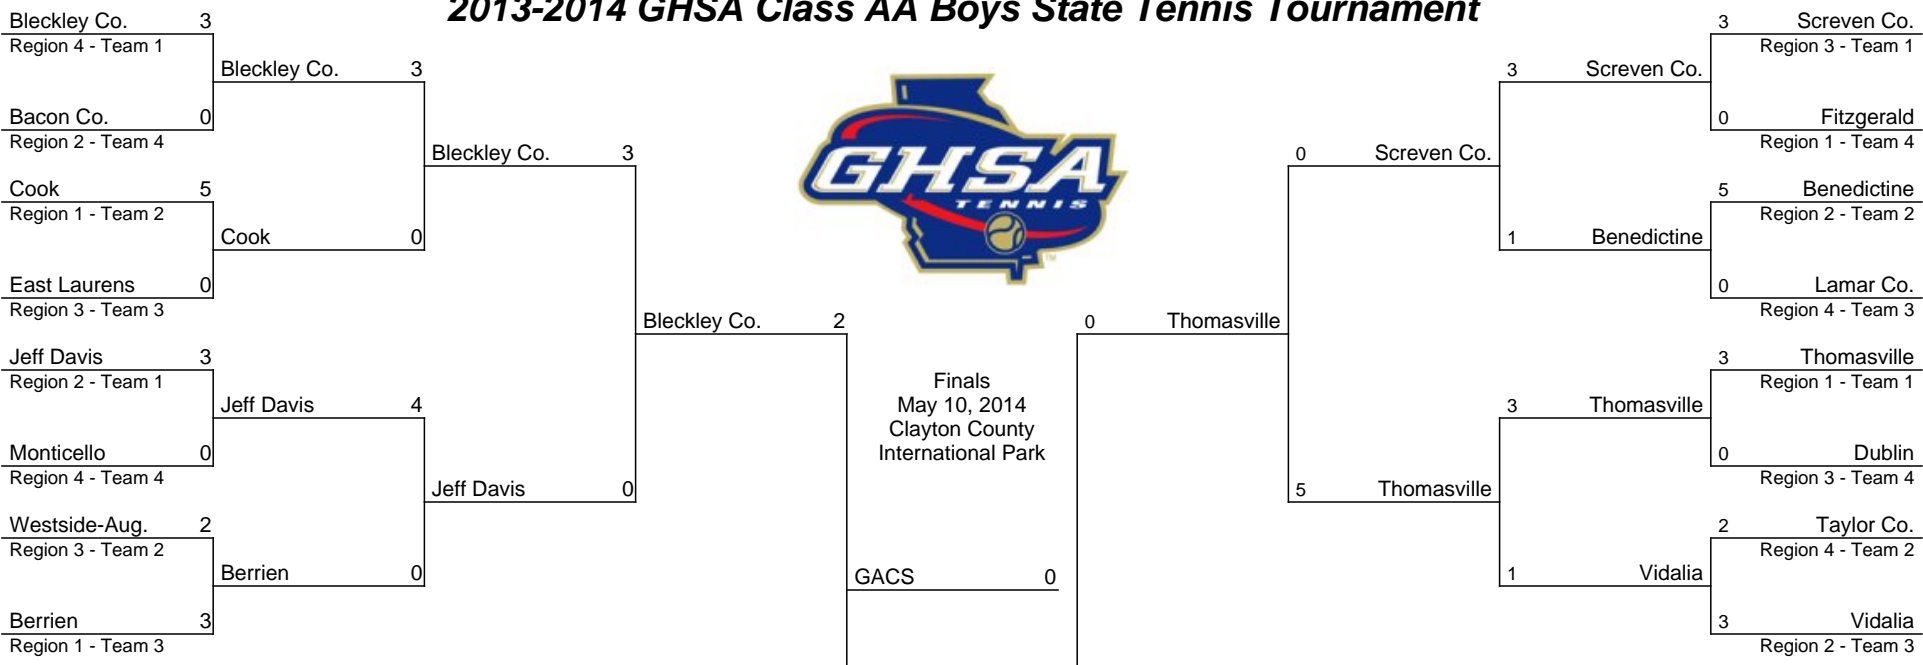 2013-2014 GHSA Class AA Boys State Tennis Tournament
Bleckley Co. 3
Region 4 - Team 1
Bleckley Co. 3
Bacon Co. 0
Region 2 - Team 4
Bleckley Co. 3
Cook 5
Region 1 - Team 2
Cook 0
East Laurens 0
Region 3 - Team 3
Bleckley Co. 2
Jeff Davis 3
Region 2 - Team 1
Jeff Davis 4
Monticello 0
Region 4 - Team 4
Jeff Davis 0
Westside-Aug. 2
Region 3 - Team 2
Berrien 0
Berrien 3
Region 1 - Team 3
GHSA
TENNIS
TM
Finals
May 10, 2014
Clayton County
International Park
GACS 0
3 Screven Co.
Region 3 - Team 1
3 Screven Co.
0 Fitzgerald
Region 1 - Team 4
0 Screven Co.
5 Benedictine
Region 2 - Team 2
1 Benedictine
0 Lamar Co.
Region 4 - Team 3
0 Thomasville
3 Thomasville
Region 1 - Team 1
3 Thomasville
0 Dublin
Region 3 - Team 4
5 Thomasville
2 Taylor Co.
Region 4 - Team 2
1 Vidalia
3 Vidalia
Region 2 - Team 3